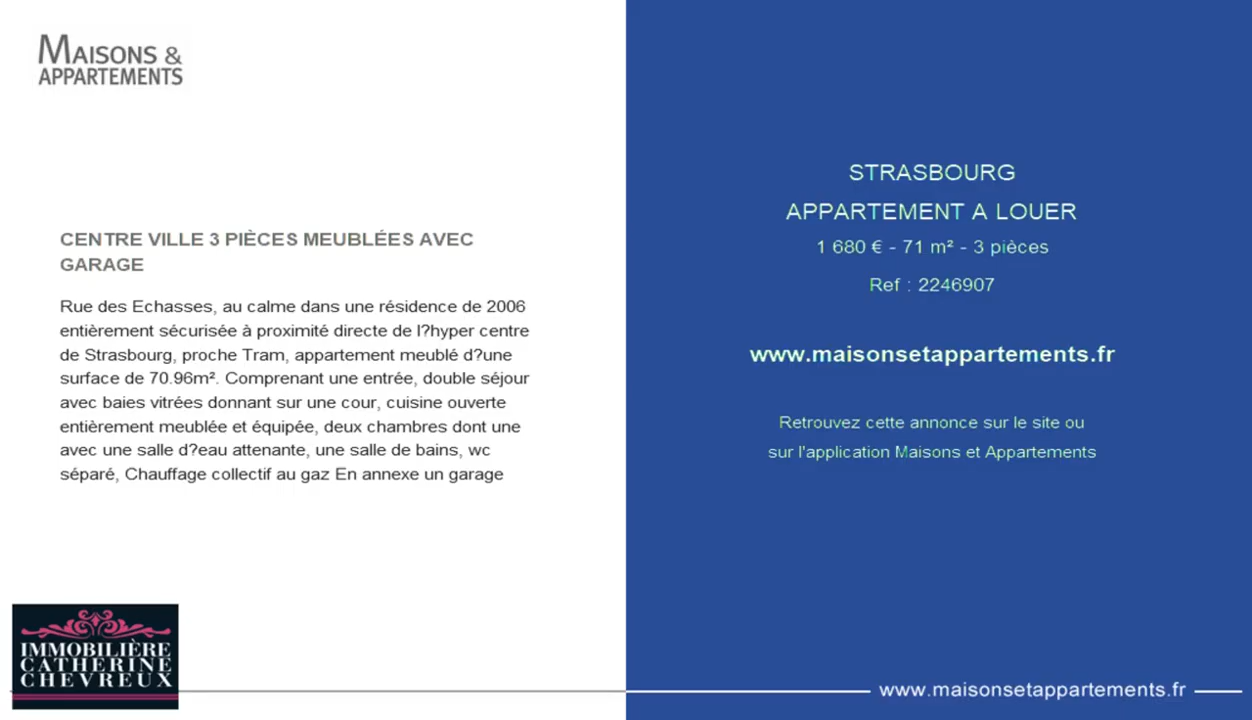 MAISONS &
APPARTEMENTS
CENTRE VILLE 3 PIÈCES MEUBLÉES AVEC
GARAGE
Rue des Echasses, au calme dans une résidence de 2006
entièrement sécurisée à proximité directe de l?hyper centre
de Strasbourg, proche Tram, appartement meublé d?une
surface de 70.96m². Comprenant une entrée, double séjour
avec baies vitrées donnant sur une cour, cuisine ouverte
entièrement meublée et équipée, deux chambres dont une
avec une salle d?eau attenante, une salle de bains, wc
séparé, Chauffage collectif au gaz En annexe un garage
IMMOBILIÈRE
CATHERINE
CHEVREUX
STRASBOURG
APPARTEMENT A LOUER
1 680 € - 71 m² - 3 pièces
Ref : 2246907
www.maisonsetappartements.fr
Retrouvez cette annonce sur le site ou
sur l'application Maisons et Appartements
www.maisonsetappartements.fr